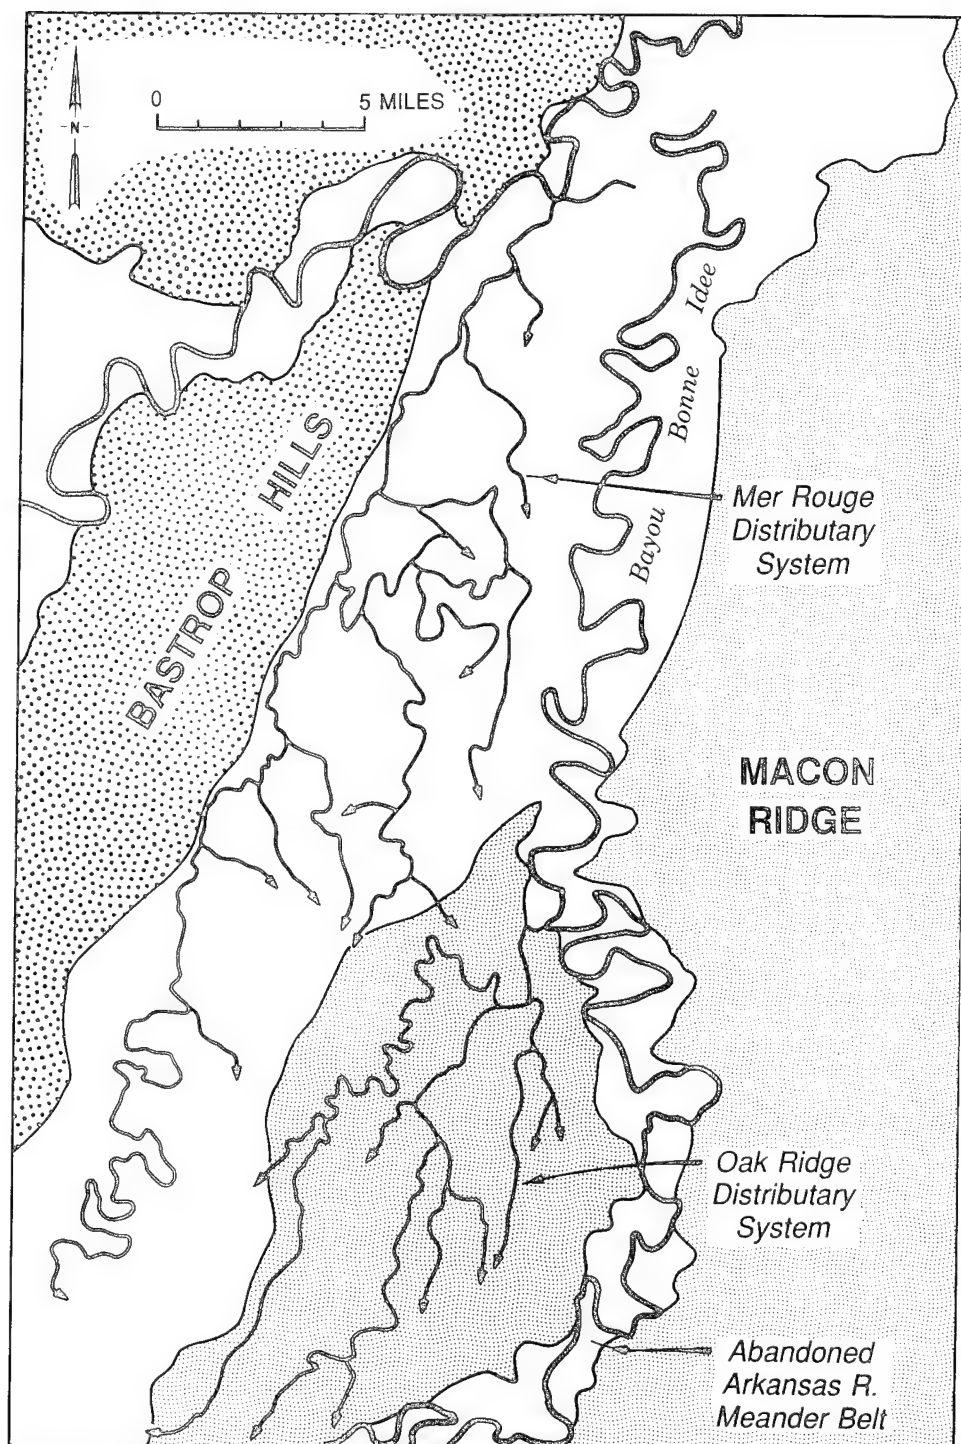 0 5 MILES
N
BASTROP HILLS
Bayou Bonne Idee
Mer Rouge
Distributary
System
MACON
RIDGE
Oak Ridge
Distributary
System
Abandoned
Arkansas R.
Meander Belt